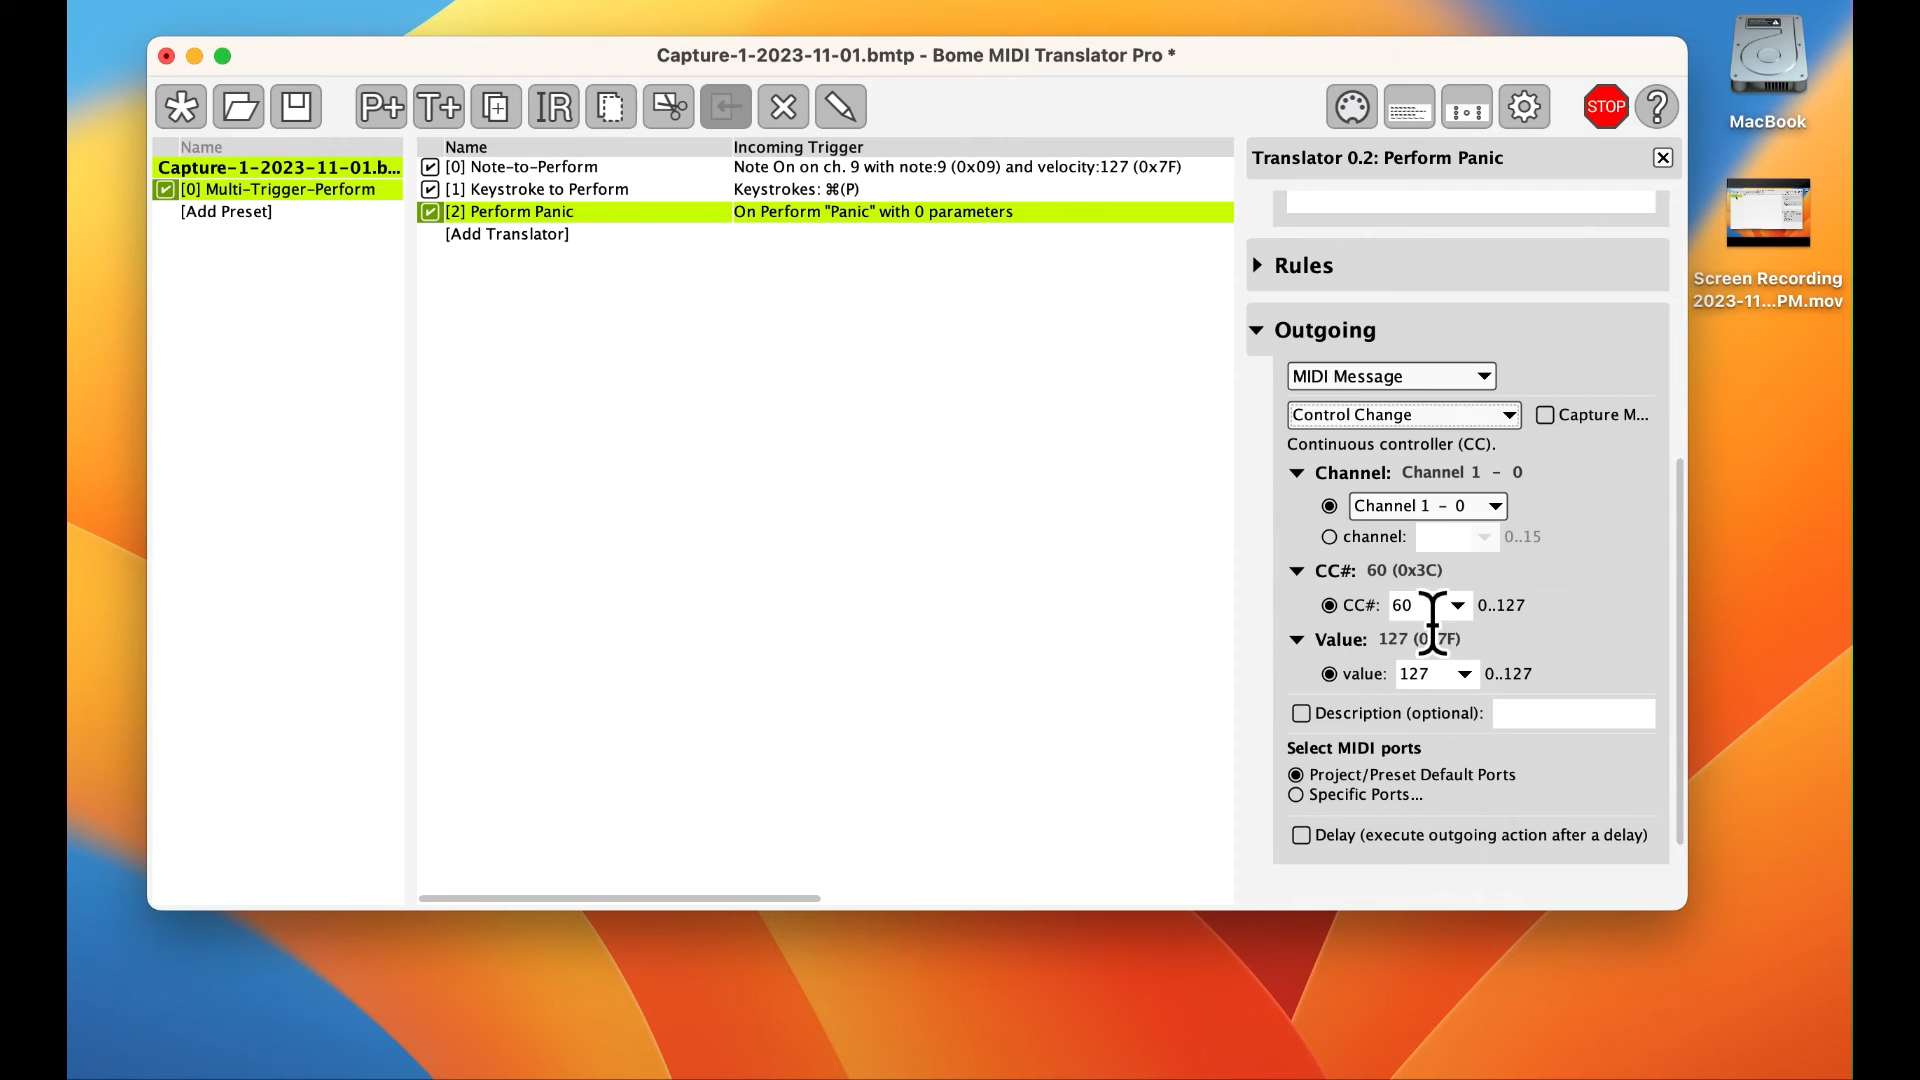 Capture-1-2023-11-01.bmtp - Bome MIDI Translator Pro *
P+ T+ IR STOP ?
Name
Capture-1-2023-11-01.b...
[0] Multi-Trigger-Perform
[Add Preset]
Name Incoming Trigger
[0] Note-to-Perform Note On on ch. 9 with note:9 (0x09) and velocity:127 (0x7F)
[1] Keystroke to Perform Keystrokes: ⌘(P)
[2] Perform Panic On Perform "Panic" with 0 parameters
[Add Translator]
Translator 0.2: Perform Panic
Rules
Outgoing
MIDI Message
Control Change Capture M...
Continuous controller (CC).
Channel: Channel 1 - 0
Channel 1 - 0
channel: 0..15
CC#: 60 (0x3C)
CC#: 60 0..127
Value: 127 (0x7F)
value: 127 0..127
Description (optional):
Select MIDI ports
Project/Preset Default Ports
Specific Ports...
Delay (execute outgoing action after a delay)
MacBook
Screen Recording
2023-11...PM.mov